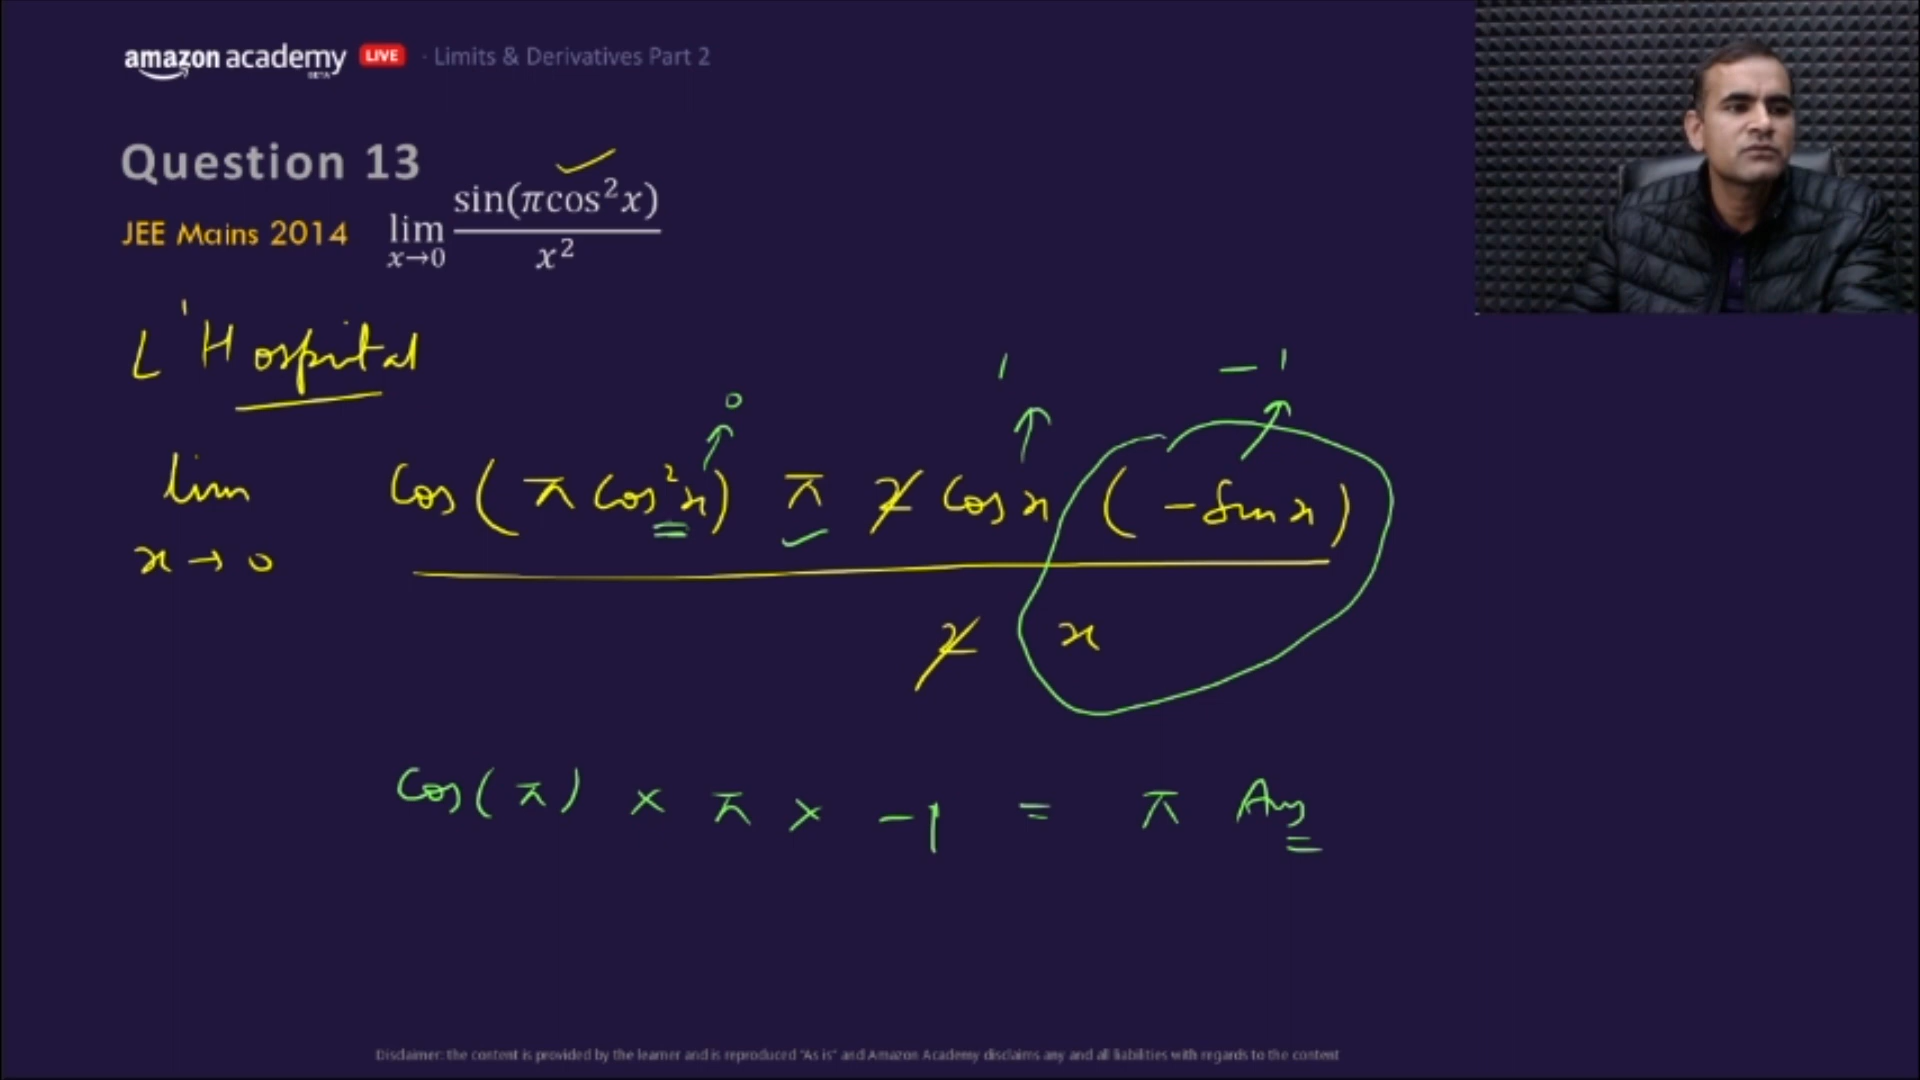 amazon academy LIVE · Limits & Derivatives Part 2
BETA
Question 13
JEE Mains 2014 lim x→0 sin(πcos²x) / x²
L'Hospital
0 1 -1
lim x→0 cos(π cos²x) π 2 cos x (-sin x)
2 x
cos(π) × π × -1 = π Ans
Disclaimer: the content is provided by the learner and is reproduced "As is" and Amazon Academy disclaims any and all liabilities with regards to the content